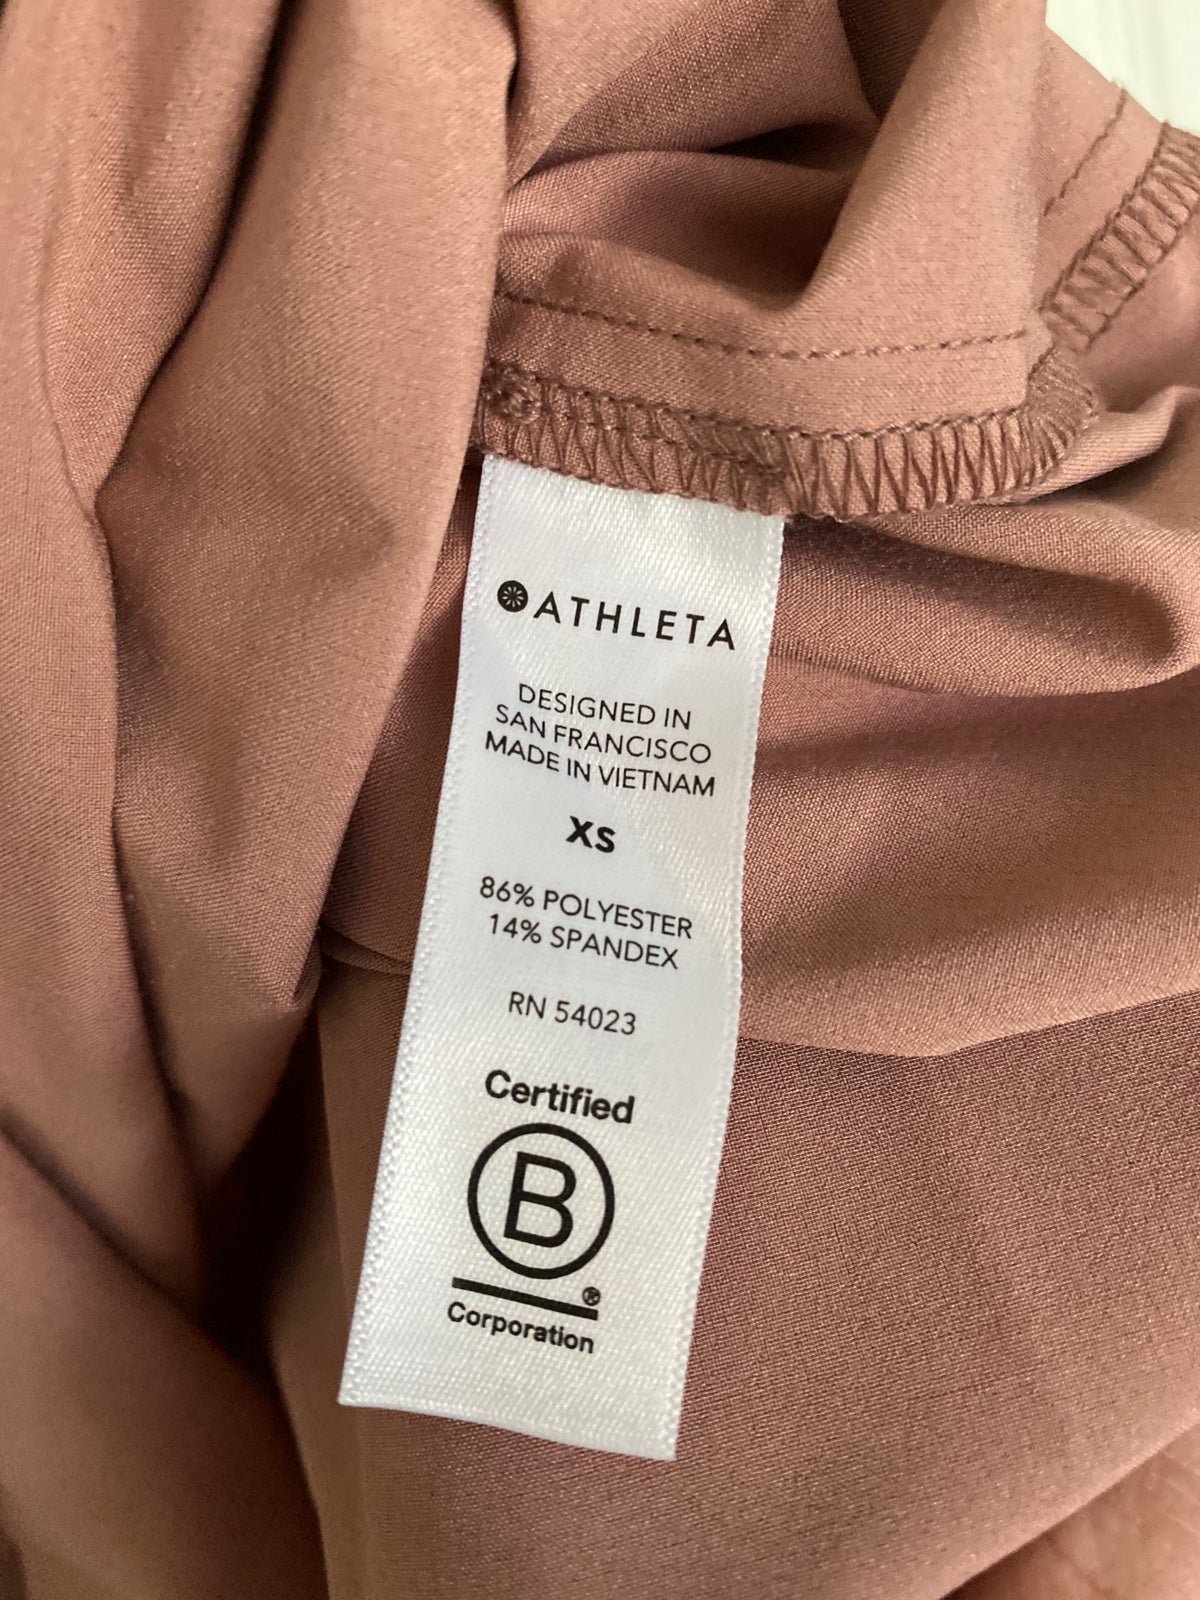 ATHLETA
DESIGNED IN
SAN FRANCISCO
MADE IN VIETNAM
XS
86% POLYESTER
14% SPANDEX
RN 54023
Certified
B
®
Corporation